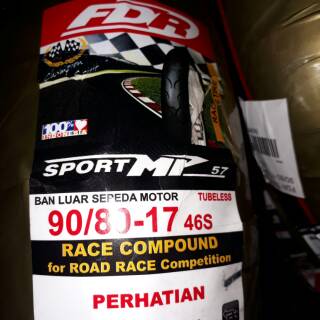 FDR
100%
SPORT MP 57
BAN LUAR SEPEDA MOTOR TUBELESS
90/80-17 46S
RACE COMPOUND
for ROAD RACE Competition
PERHATIAN